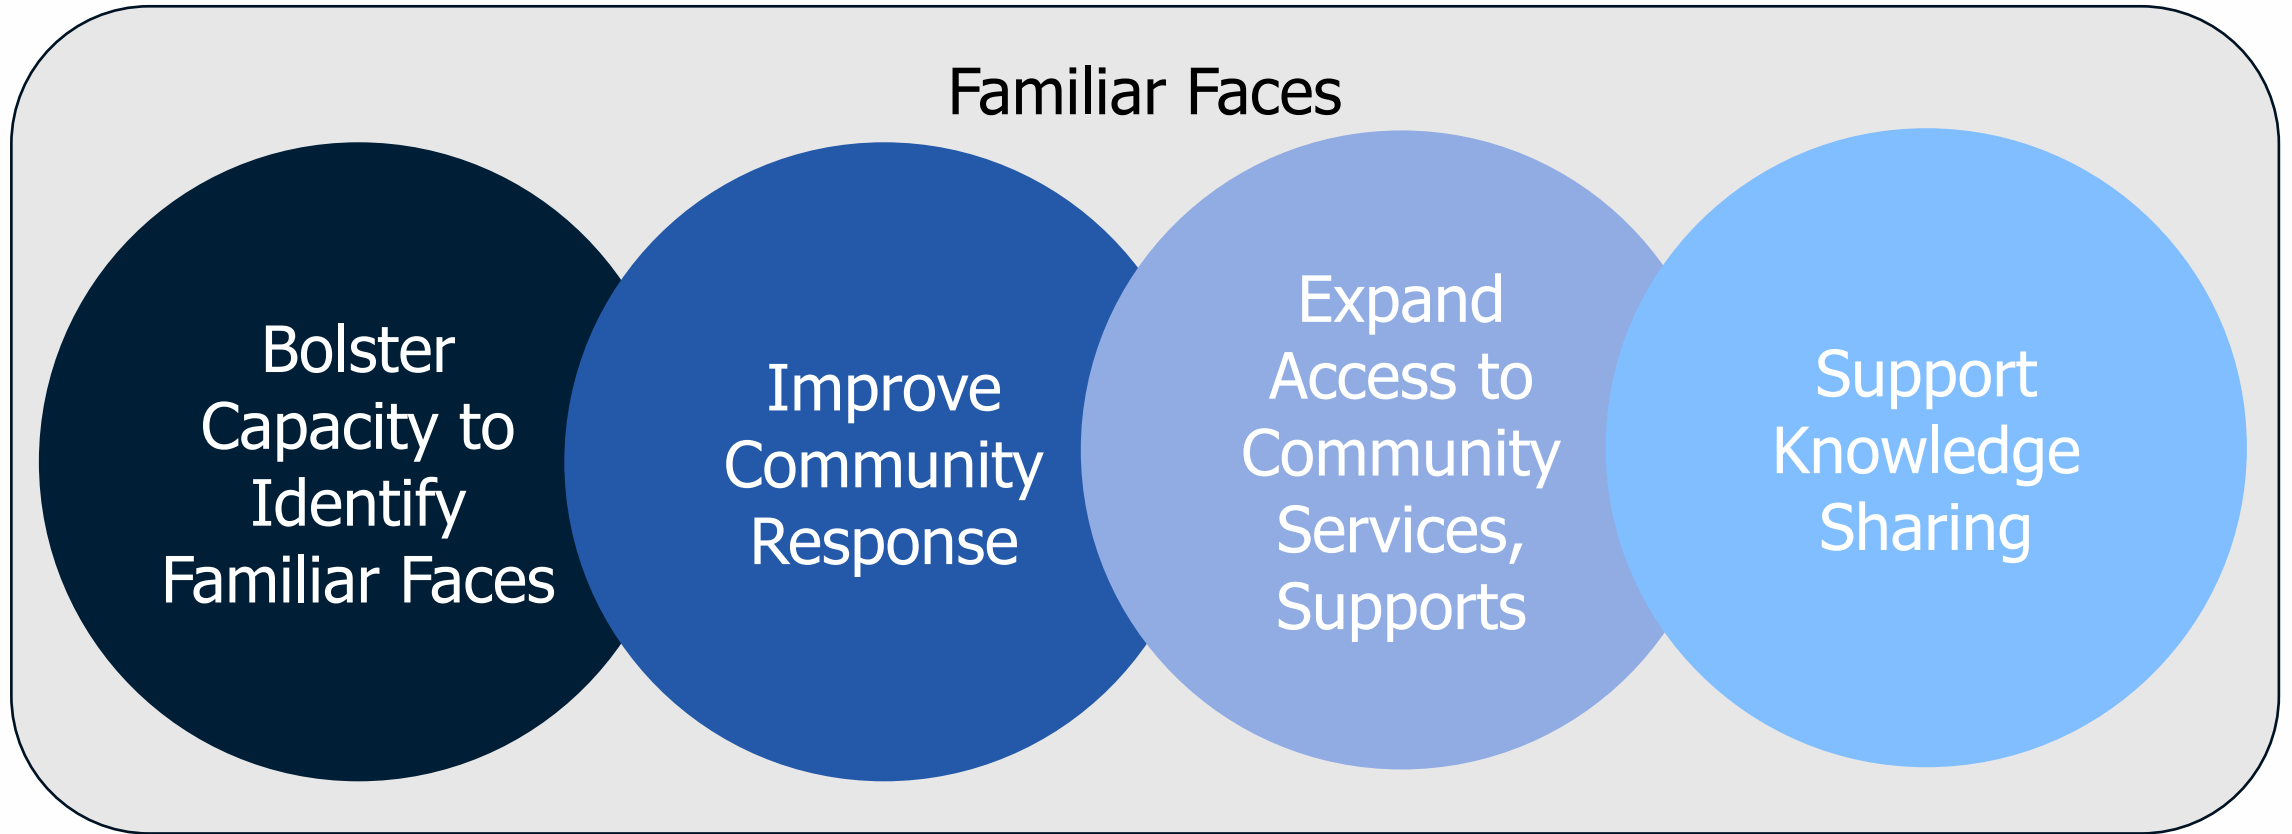 Familiar Faces
Bolster
Capacity to
Identify
Familiar Faces
Improve
Community
Response
Expand
Access to
Community
Services,
Supports
Support
Knowledge
Sharing